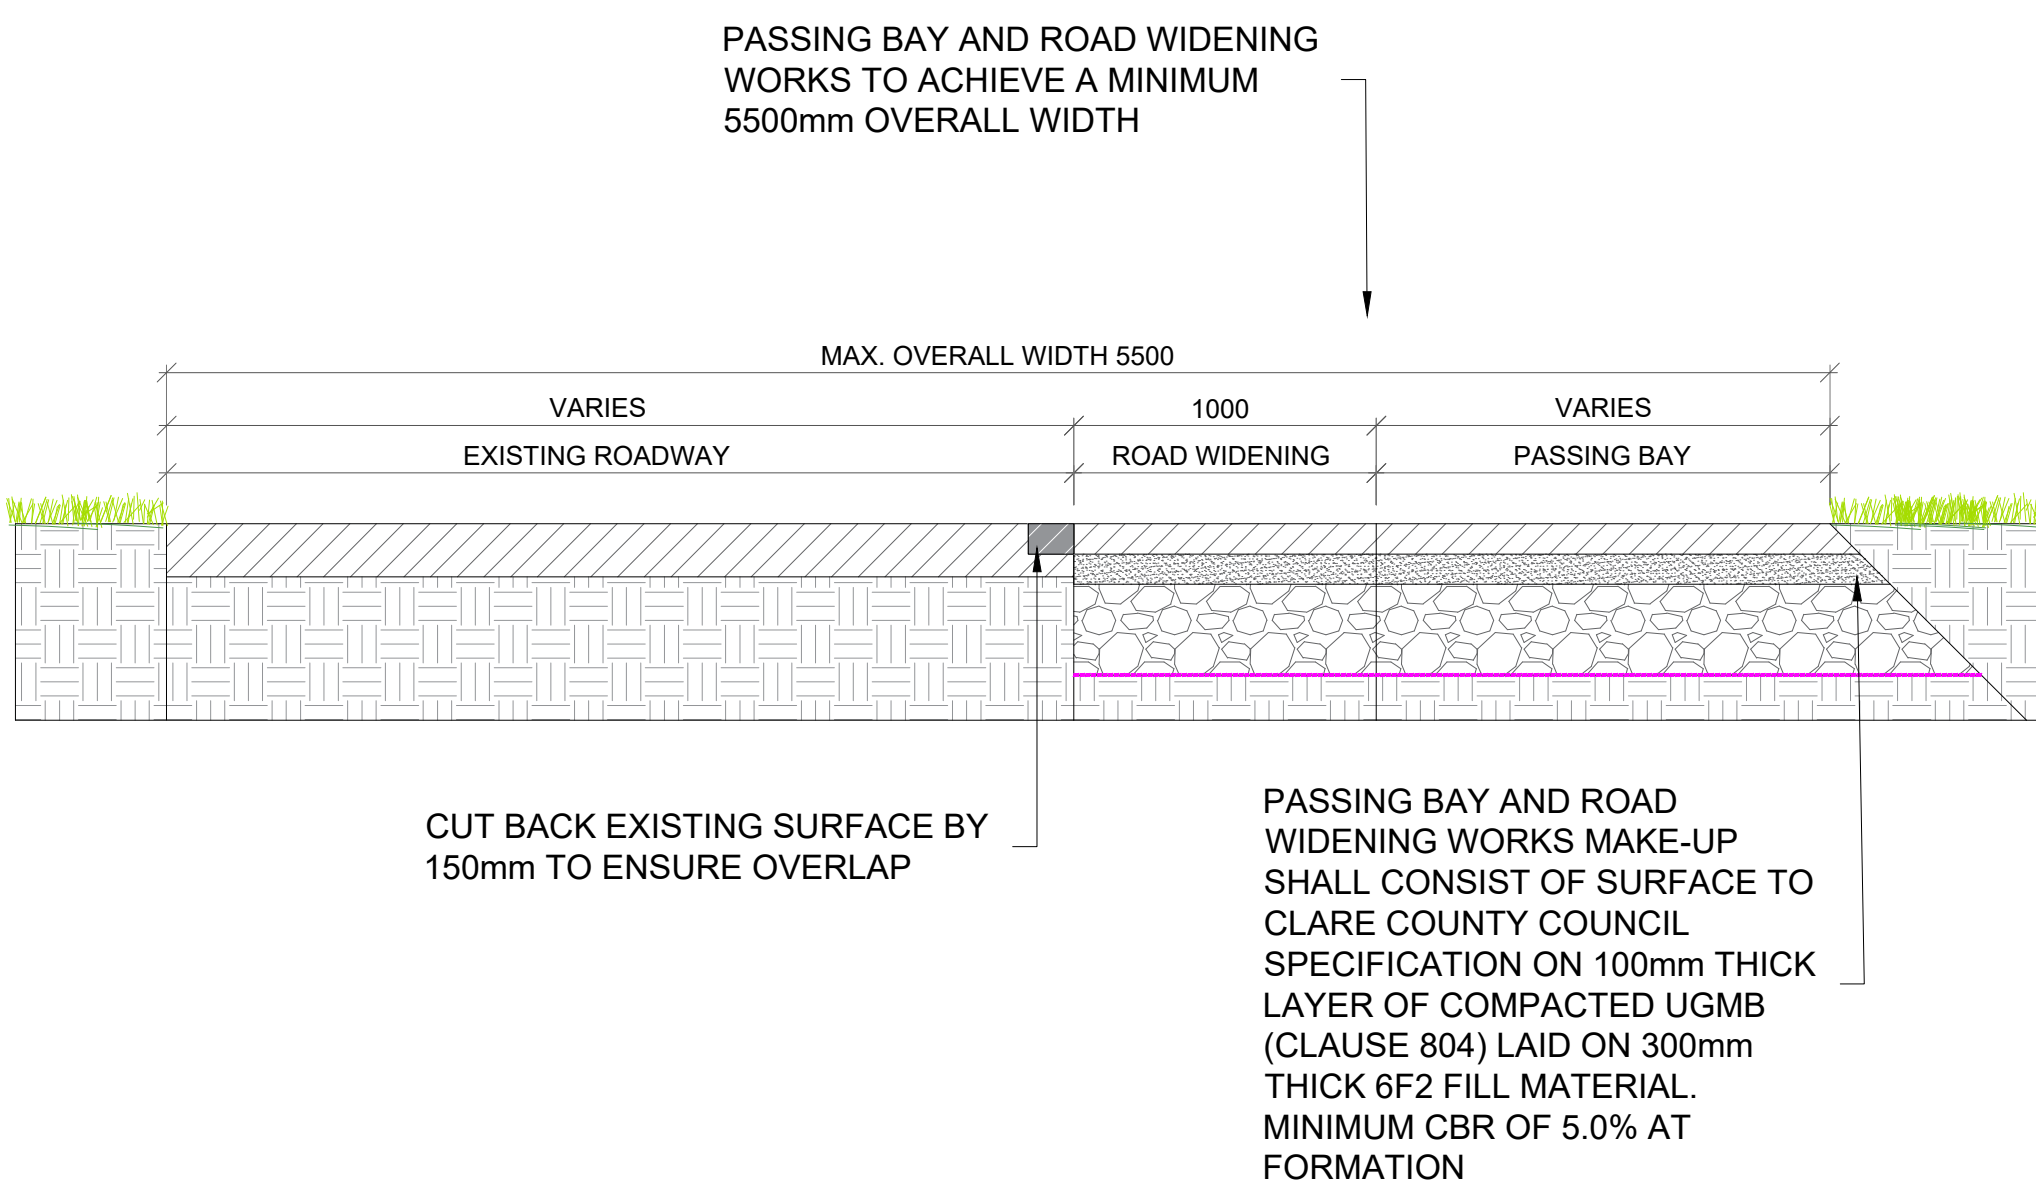 PASSING BAY AND ROAD WIDENING
WORKS TO ACHIEVE A MINIMUM
5500mm OVERALL WIDTH
MAX. OVERALL WIDTH 5500
VARIES
1000
VARIES
EXISTING ROADWAY
ROAD WIDENING
PASSING BAY
CUT BACK EXISTING SURFACE BY
150mm TO ENSURE OVERLAP
PASSING BAY AND ROAD
WIDENING WORKS MAKE-UP
SHALL CONSIST OF SURFACE TO
CLARE COUNTY COUNCIL
SPECIFICATION ON 100mm THICK
LAYER OF COMPACTED UGMB
(CLAUSE 804) LAID ON 300mm
THICK 6F2 FILL MATERIAL.
MINIMUM CBR OF 5.0% AT
FORMATION